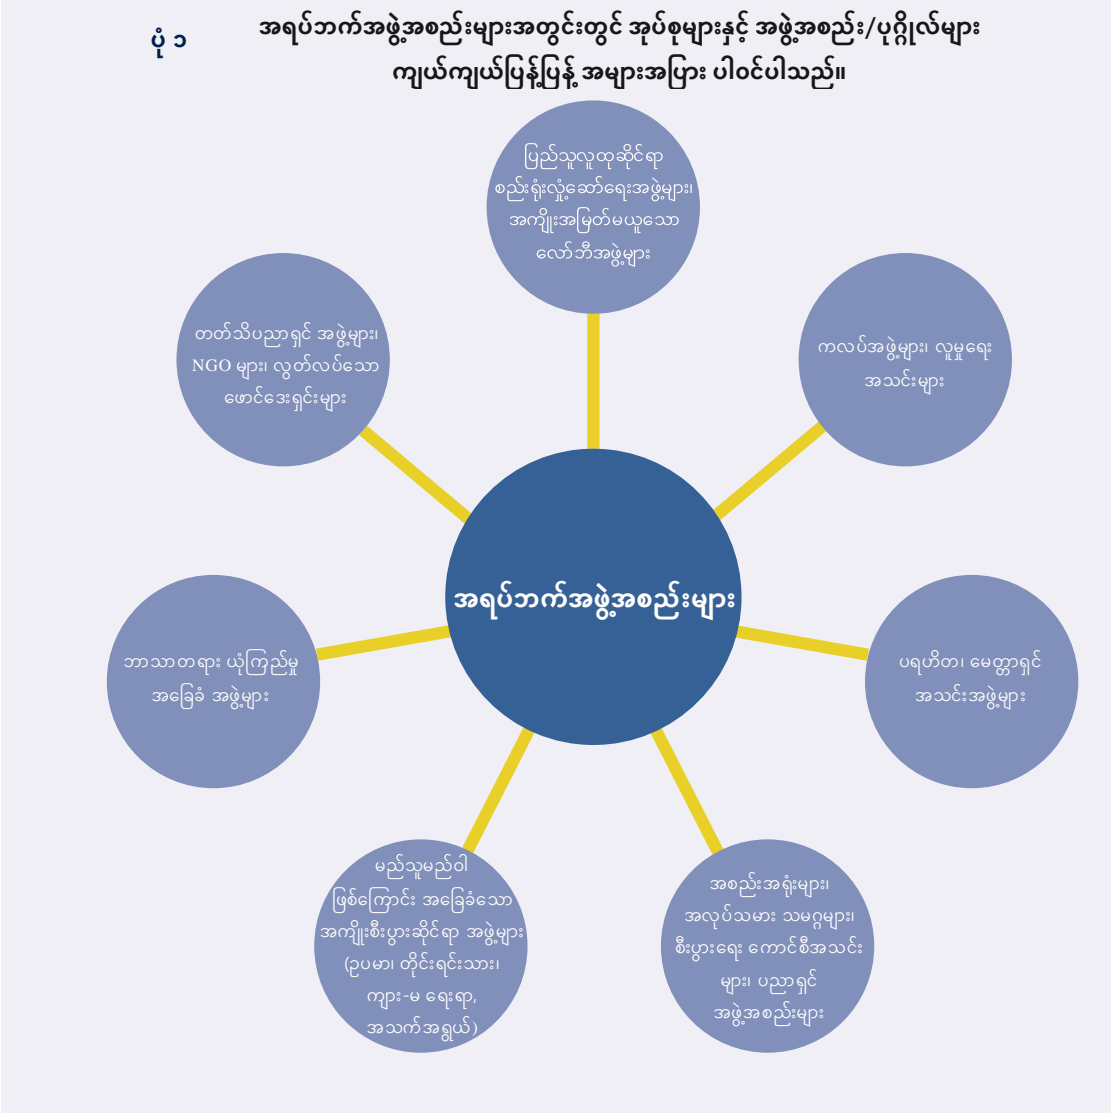 ပုံ ၁
အရပ်ဘက်အဖွဲ့အစည်းများအတွင်းတွင် အုပ်စုများနှင့် အဖွဲ့အစည်း/ပုဂ္ဂိုလ်များ
ကျယ်ကျယ်ပြန့်ပြန့် အများအပြား ပါဝင်ပါသည်။
ပြည်သူလူထုဆိုင်ရာ
စည်းရုံးလှုံ့ဆော်ရေးအဖွဲ့များ၊
အကျိုးအမြတ်မယူသော
လော်ဘီအဖွဲ့များ
တတ်သိပညာရှင် အဖွဲ့များ၊
NGO များ၊ လွတ်လပ်သော
ဖောင်ဒေးရှင်းများ
ကလပ်အဖွဲ့များ၊ လူမှုရေး
အသင်းများ
အရပ်ဘက်အဖွဲ့အစည်းများ
ဘာသာတရား ယုံကြည်မှု
အခြေခံ အဖွဲ့များ
ပရဟိတ၊ မေတ္တာရှင်
အသင်းအဖွဲ့များ
မည်သူမည်ဝါ
ဖြစ်ကြောင်း အခြေခံသော
အကျိုးစီးပွားဆိုင်ရာ အဖွဲ့များ
(ဥပမာ၊ တိုင်းရင်းသား၊
ကျား-မ ရေးရာ,
အသက်အရွယ်)
အစည်းအရုံးများ၊
အလုပ်သမား သမဂ္ဂများ၊
စီးပွားရေး ကောင်စီအသင်း
များ၊ ပညာရှင်
အဖွဲ့အစည်းများ